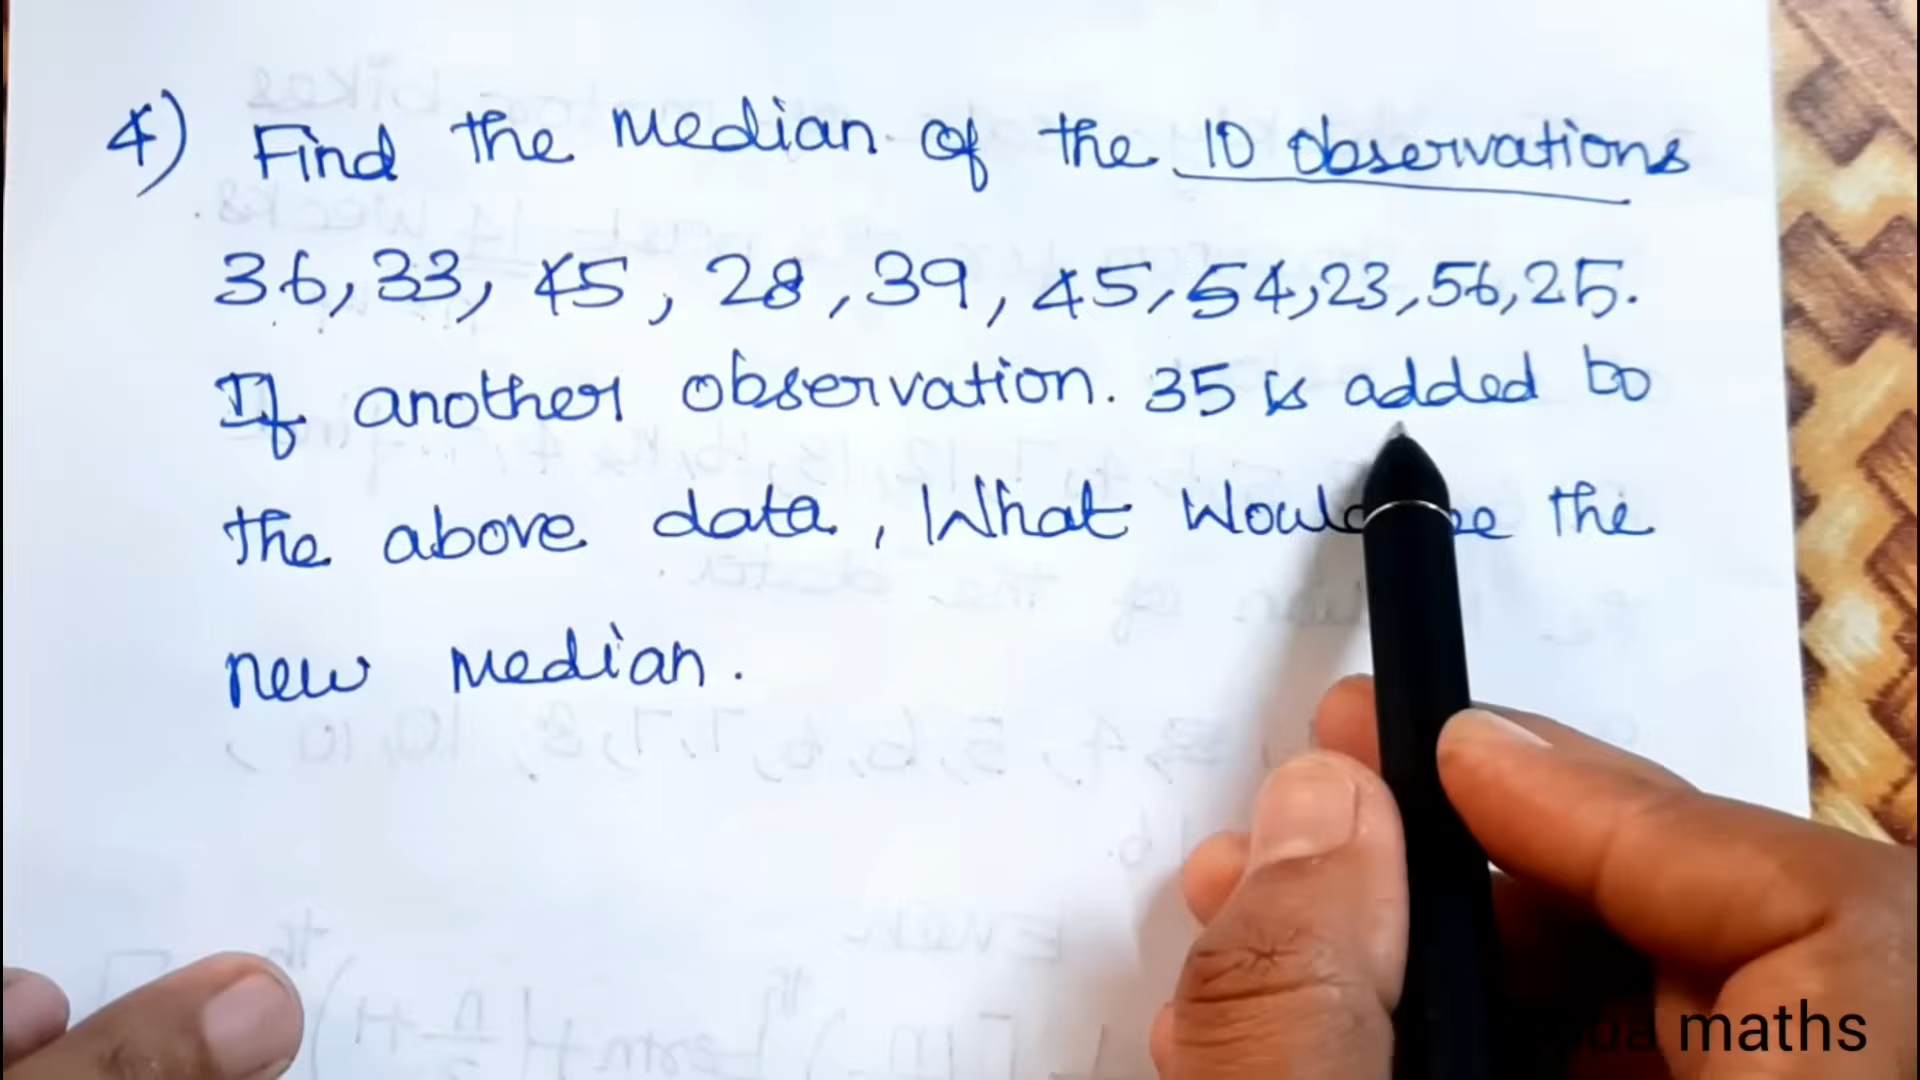 4) Find the Median of the 10 observations
36, 33, 45, 28, 39, 45, 54, 23, 56, 25.
If another observation. 35 is added to
the above data, What Would be the
new Median.
maths